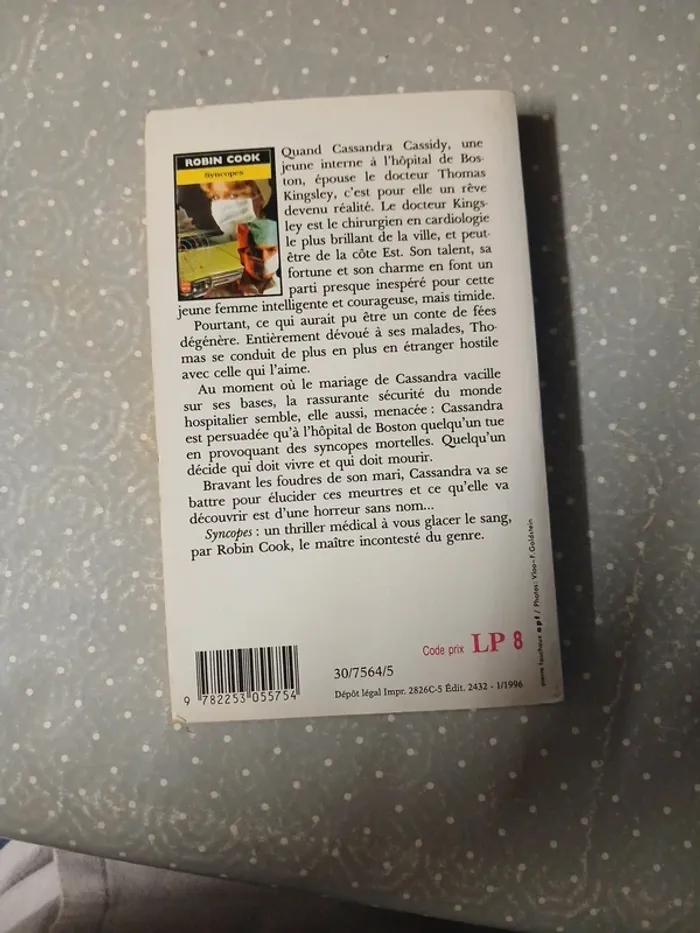 ROBIN COOK
Syncopes
Quand Cassandra Cassidy, une
jeune interne à l'hôpital de Bos-
ton, épouse le docteur Thomas
Kingsley, c'est pour elle un rêve
devenu réalité. Le docteur Kings-
ley est le chirurgien en cardiologie
le plus brillant de la ville, et peut-
être de la côte Est. Son talent, sa
fortune et son charme en font un
parti presque inespéré pour cette
jeune femme intelligente et courageuse, mais timide.
Pourtant, ce qui aurait pu être un conte de fées
dégénère. Entièrement dévoué à ses malades, Tho-
mas se conduit de plus en plus en étranger hostile
avec celle qui l'aime.
Au moment où le mariage de Cassandra vacille
sur ses bases, la rassurante sécurité du monde
hospitalier semble, elle aussi, menacée : Cassandra
est persuadée qu'à l'hôpital de Boston quelqu'un tue
en provoquant des syncopes mortelles. Quelqu'un
décide qui doit vivre et qui doit mourir.
Bravant les foudres de son mari, Cassandra va se
battre pour élucider ces meurtres et ce qu'elle va
découvrir est d'une horreur sans nom...
Syncopes : un thriller médical à vous glacer le sang,
par Robin Cook, le maître incontesté du genre.
pierre faucheux apf / Photos : Vloo-F. Goldstein
Code prix LP 8
30/7564/5
9 782253 055754
Dépôt légal Impr. 2826C-5 Édit. 2432 - 1/1996